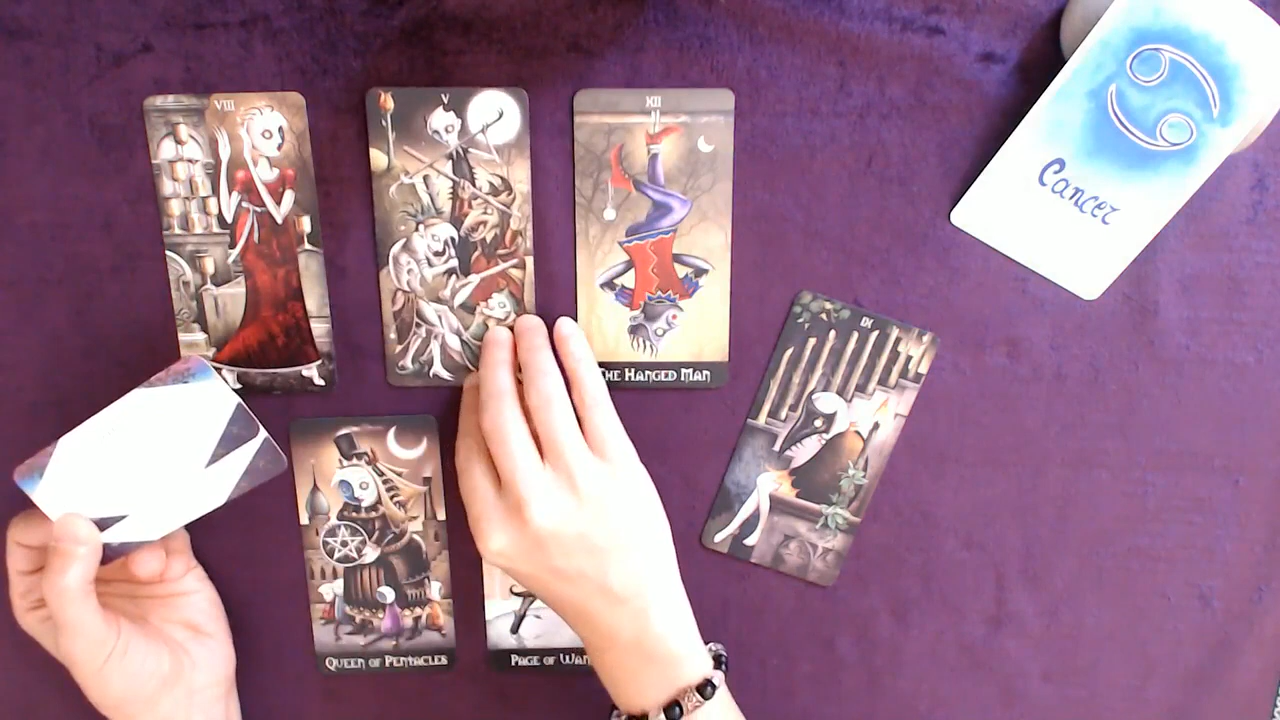 VIII
V
XII
The Hanged Man
Cancer
IX
Queen of Pentacles
Page of Wan